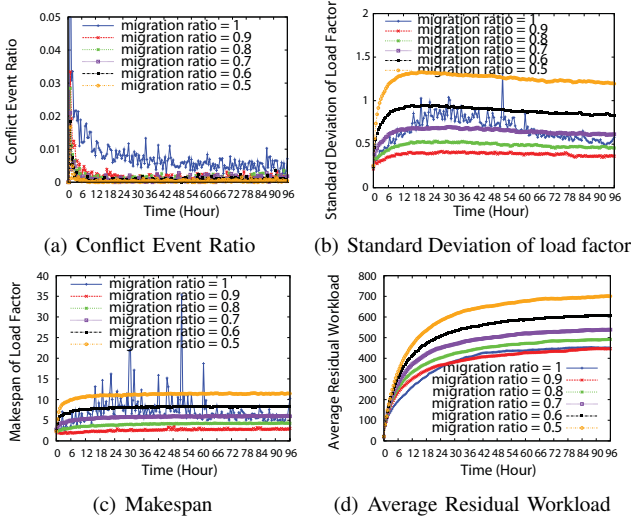 Conflict Event Ratio
0.05
0.04
0.03
0.02
0.01
0
migration ratio = 1
migration ratio = 0.9
migration ratio = 0.8
migration ratio = 0.7
migration ratio = 0.6
migration ratio = 0.5
0 6 12 18 24 30 36 42 48 54 60 66 72 78 84 90 96
Time (Hour)
(a) Conflict Event Ratio
Standard Deviation of Load Factor
2
1.5
1
0.5
0
migration ratio = 1
migration ratio = 0.9
migration ratio = 0.8
migration ratio = 0.7
migration ratio = 0.6
migration ratio = 0.5
0 6 12 18 24 30 36 42 48 54 60 66 72 78 84 90 96
Time (Hour)
(b) Standard Deviation of load factor
Makespan of Load Factor
40
35
30
25
20
15
10
5
0
migration ratio = 1
migration ratio = 0.9
migration ratio = 0.8
migration ratio = 0.7
migration ratio = 0.6
migration ratio = 0.5
0 6 12 18 24 30 36 42 48 54 60 66 72 78 84 90 96
Time (Hour)
(c) Makespan
Average Residual Workload
800
700
600
500
400
300
200
100
0
migration ratio = 1
migration ratio = 0.9
migration ratio = 0.8
migration ratio = 0.7
migration ratio = 0.6
migration ratio = 0.5
0 6 12 18 24 30 36 42 48 54 60 66 72 78 84 90 96
Time (Hour)
(d) Average Residual Workload